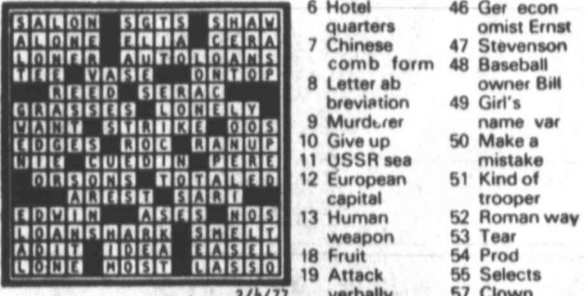 SALON SGTS SHAW
ALONE ELIA CERA
LONER AUTOLOANS
TEE VASE ONTOP
REED SERAC
GRASSES LONELY
WANT STRIKE OOS
EDGES ROC RANUP
NIE CUEDIN PERE
ORSONS TOTALED
AREST SARI
EDWIN ASES NOS
LOANSHARK SMELT
ADIT IDEA EASEL
LONE MOST LASSO
3/4/77
6 Hotel
quarters
7 Chinese
comb form
8 Letter ab
breviation
9 Murderer
10 Give up
11 USSR sea
12 European
capital
13 Human
weapon
18 Fruit
19 Attack
verbally
46 Ger econ
omist Ernst
47 Stevenson
48 Baseball
owner Bill
49 Girl's
name var
50 Make a
mistake
51 Kind of
trooper
52 Roman way
53 Tear
54 Prod
55 Selects
57 Clown